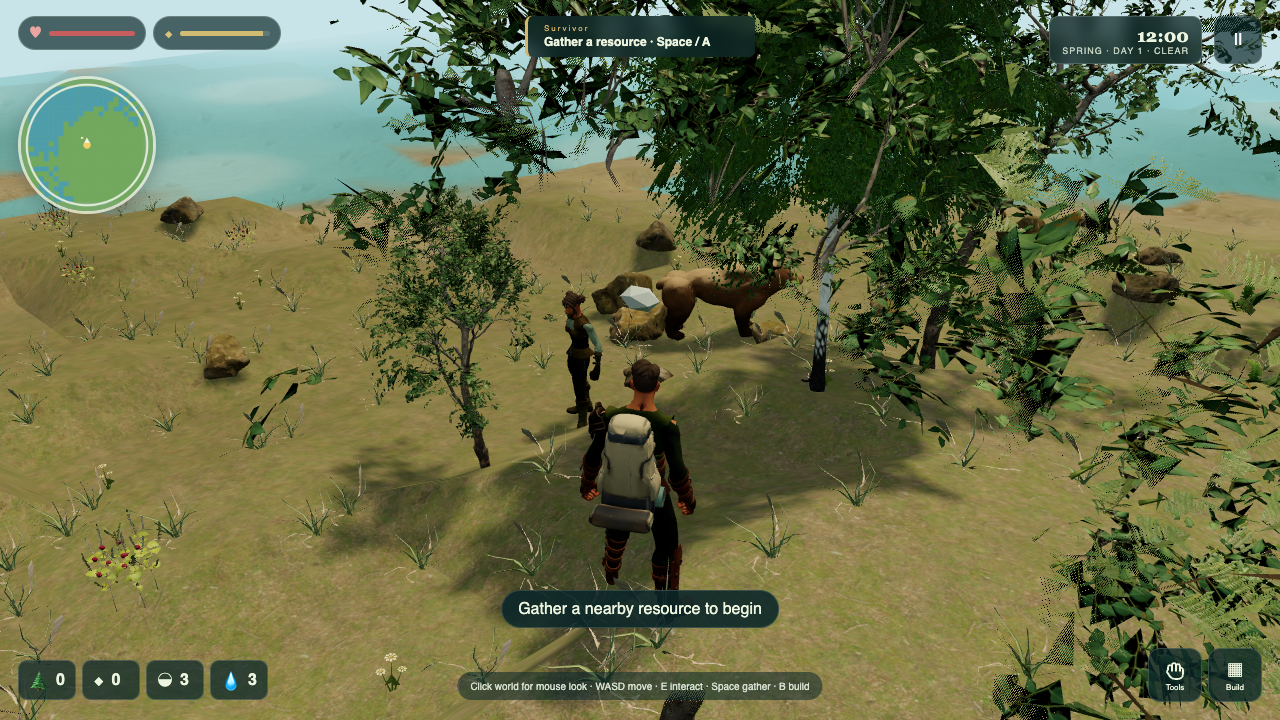 Survivor
Gather a resource · Space / A
12:00
SPRING · DAY 1 · CLEAR
Gather a nearby resource to begin
0
0
3
3
Click world for mouse look · WASD move · E interact · Space gather · B build
Tools
Build